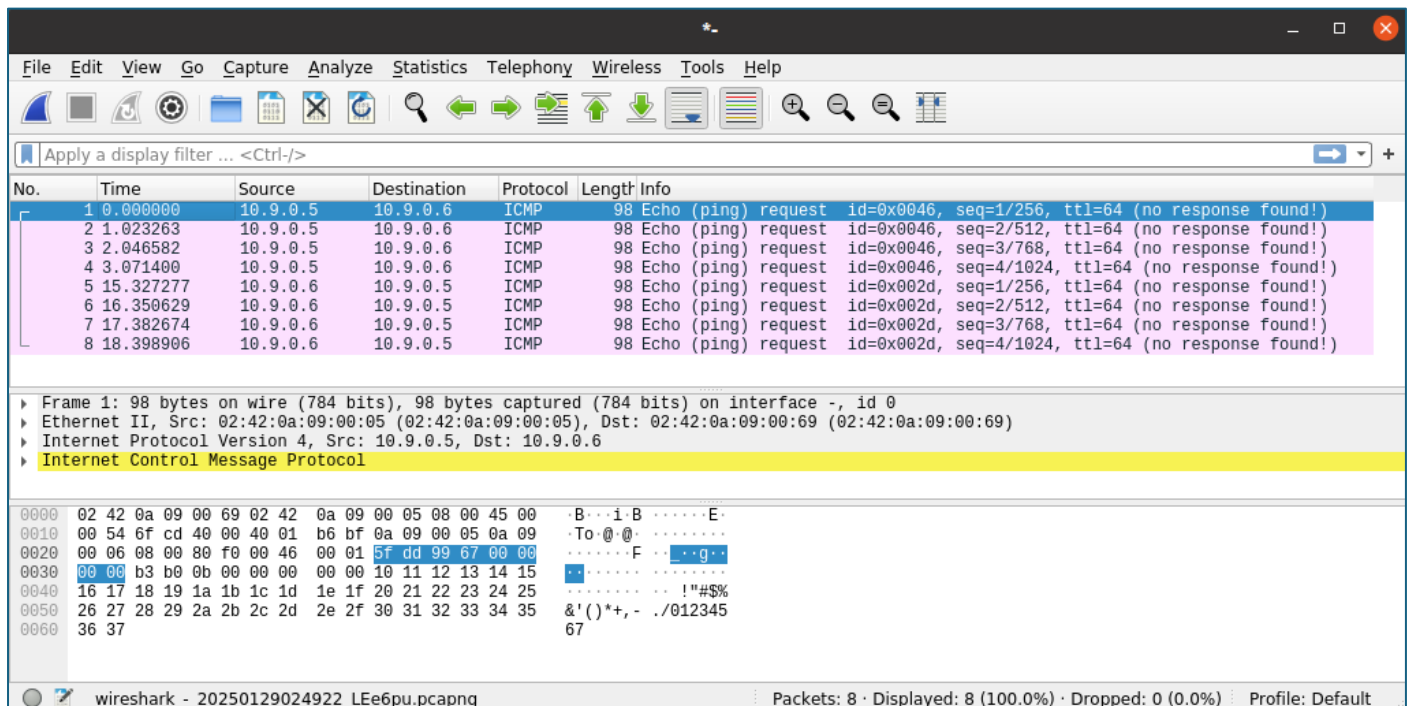 *-
File Edit View Go Capture Analyze Statistics Telephony Wireless Tools Help
Apply a display filter ... <Ctrl-/>
No. Time Source Destination Protocol Length Info
1 0.000000 10.9.0.5 10.9.0.6 ICMP 98 Echo (ping) request id=0x0046, seq=1/256, ttl=64 (no response found!)
2 1.023263 10.9.0.5 10.9.0.6 ICMP 98 Echo (ping) request id=0x0046, seq=2/512, ttl=64 (no response found!)
3 2.046582 10.9.0.5 10.9.0.6 ICMP 98 Echo (ping) request id=0x0046, seq=3/768, ttl=64 (no response found!)
4 3.071400 10.9.0.5 10.9.0.6 ICMP 98 Echo (ping) request id=0x0046, seq=4/1024, ttl=64 (no response found!)
5 15.327277 10.9.0.6 10.9.0.5 ICMP 98 Echo (ping) request id=0x002d, seq=1/256, ttl=64 (no response found!)
6 16.350629 10.9.0.6 10.9.0.5 ICMP 98 Echo (ping) request id=0x002d, seq=2/512, ttl=64 (no response found!)
7 17.382674 10.9.0.6 10.9.0.5 ICMP 98 Echo (ping) request id=0x002d, seq=3/768, ttl=64 (no response found!)
8 18.398906 10.9.0.6 10.9.0.5 ICMP 98 Echo (ping) request id=0x002d, seq=4/1024, ttl=64 (no response found!)
Frame 1: 98 bytes on wire (784 bits), 98 bytes captured (784 bits) on interface -, id 0
Ethernet II, Src: 02:42:0a:09:00:05 (02:42:0a:09:00:05), Dst: 02:42:0a:09:00:69 (02:42:0a:09:00:69)
Internet Protocol Version 4, Src: 10.9.0.5, Dst: 10.9.0.6
Internet Control Message Protocol
0000 02 42 0a 09 00 69 02 42 0a 09 00 05 08 00 45 00 ·B···i·B ······E·
0010 00 54 6f cd 40 00 40 01 b6 bf 0a 09 00 05 0a 09 ·To·@·@· ········
0020 00 06 08 00 80 f0 00 46 00 01 5f dd 99 67 00 00 ·······F ··_··g··
0030 00 00 b3 b0 0b 00 00 00 00 00 10 11 12 13 14 15 ········ ········
0040 16 17 18 19 1a 1b 1c 1d 1e 1f 20 21 22 23 24 25 ········ ·· !"#$%
0050 26 27 28 29 2a 2b 2c 2d 2e 2f 30 31 32 33 34 35 &'()*+,- ./012345
0060 36 37 67
wireshark - 20250129024922 LEe6pu.pcapng Packets: 8 · Displayed: 8 (100.0%) · Dropped: 0 (0.0%) Profile: Default